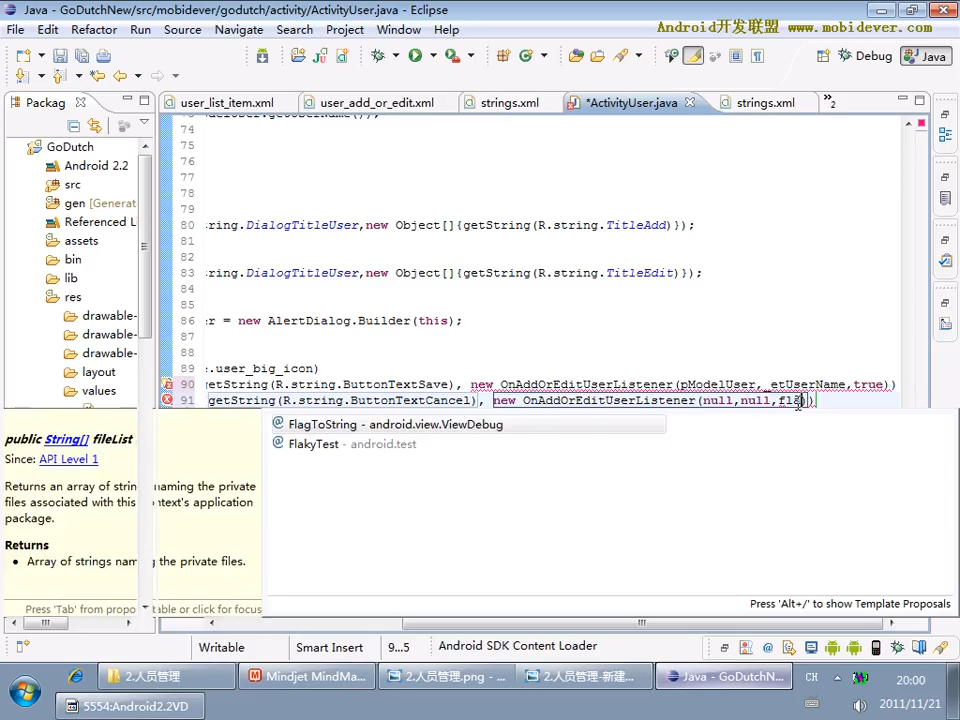 Java - GoDutchNew/src/mobidever/godutch/activity/ActivityUser.java - Eclipse
File Edit Run Source Refactor Navigate Search Project Window Help
Android开发联盟 www.mobidever.com
Debug
Java
Packag
user_list_item.xml
user_add_or_edit.xml
strings.xml
*ActivityUser.java
strings.xml
»2
GoDutch
Android 2.2
src
gen [Generat
Referenced L
assets
bin
lib
res
drawable-
drawable-
drawable-
layout
values
74
75
76
77
78
79
80 ring.DialogTitleUser,new Object[]{getString(R.string.TitleAdd)});
81
82
83 ring.DialogTitleUser,new Object[]{getString(R.string.TitleEdit)});
84
85
86 er = new AlertDialog.Builder(this);
87
88
89 e.user_big_icon)
90 getString(R.string.ButtonTextSave), new OnAddOrEditUserListener(pModelUser, etUserName,true))
91 getString(R.string.ButtonTextCancel), new OnAddOrEditUserListener(null,null,fla))
public String[] fileList
Since: API Level 1
Returns an array of strings naming the private
files associated with this context's application
package.
Returns
• Array of strings naming the private files.
Press 'Tab' from propo table or click for focus
FlagToString - android.view.ViewDebug
FlakyTest - android.test
Press 'Alt+/' to show Template Proposals
Writable
Smart Insert
9...5
Android SDK Content Loader
2.人员管理
Mindjet MindMa...
2.人员管理.png - ...
2.人员管理-新建...
Java - GoDutchN...
CH
20:00
2011/11/21
5554:Android2.2VD